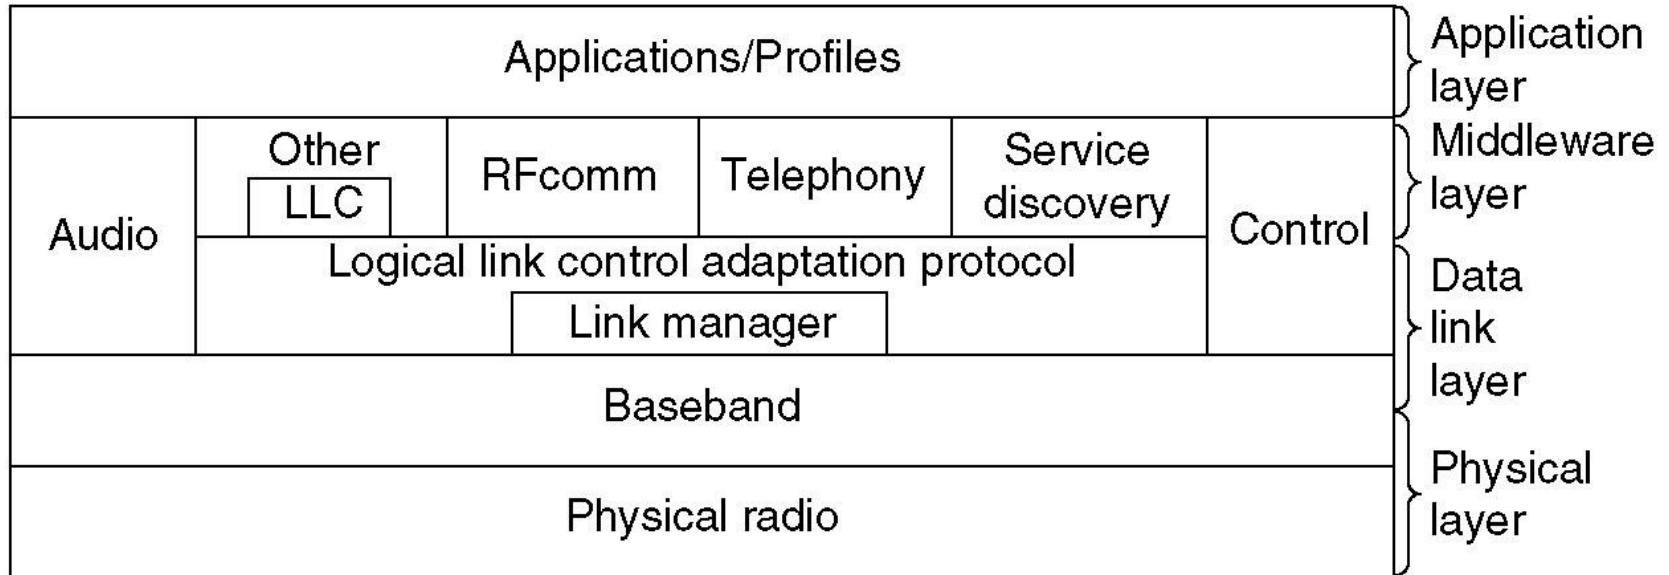 Applications/Profiles
Application
layer
Audio
Other
LLC
RFcomm
Telephony
Service
discovery
Control
Middleware
layer
Logical link control adaptation protocol
Link manager
Data
link
layer
Baseband
Physical radio
Physical
layer